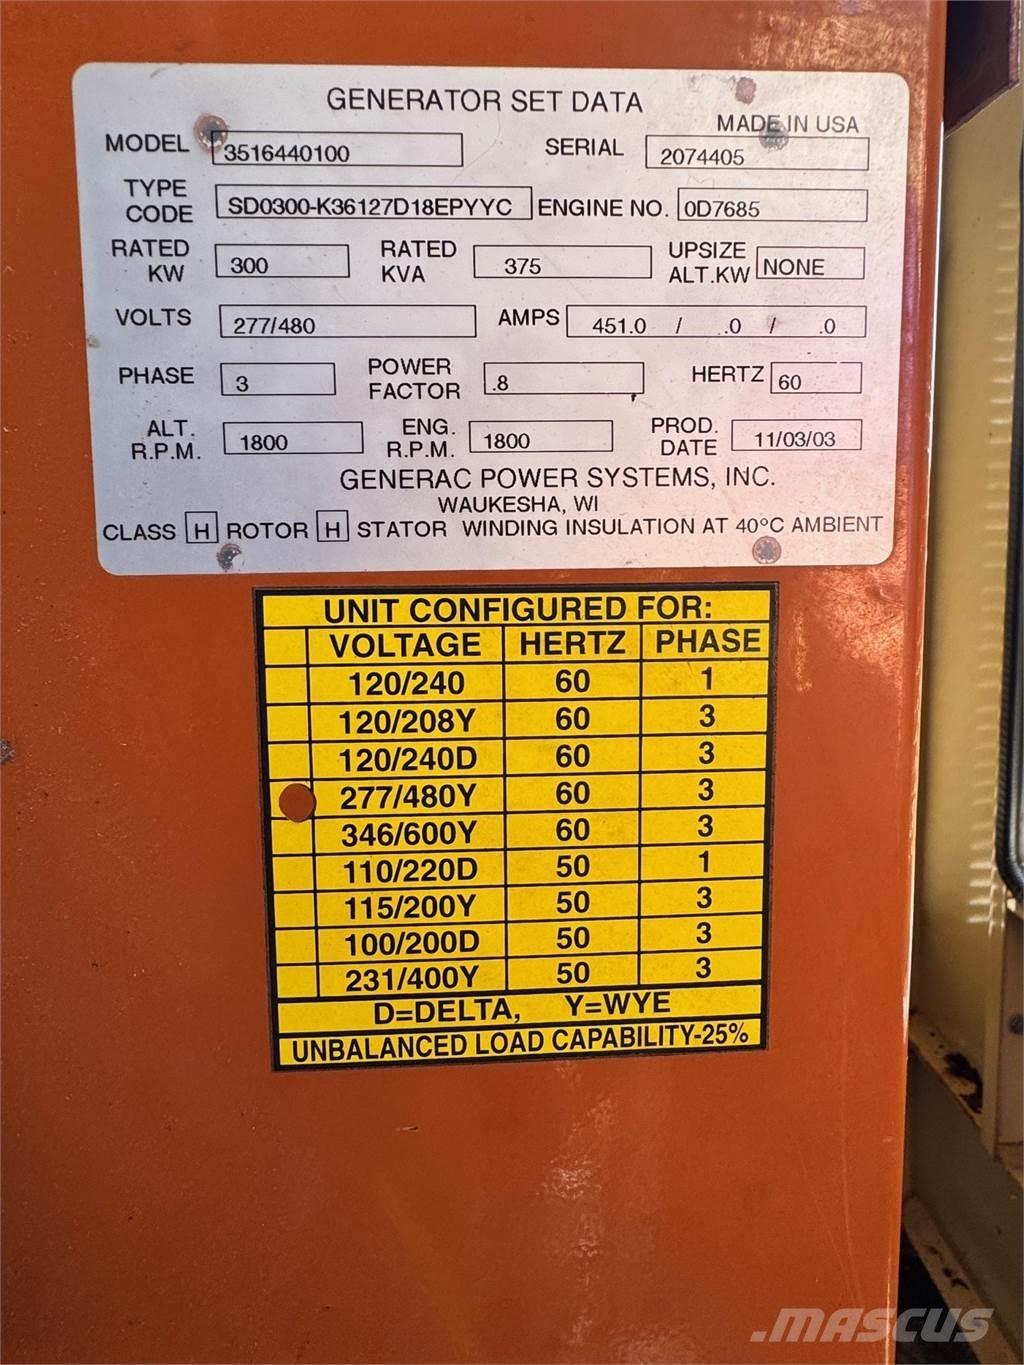 GENERATOR SET DATA
MADE IN USA
MODEL 3516440100 SERIAL 2074405
TYPE CODE SD0300-K36127D18EPYYC ENGINE NO. 0D7685
RATED KW 300 RATED KVA 375 UPSIZE ALT.KW NONE
VOLTS 277/480 AMPS 451.0 / .0 / .0
PHASE 3 POWER FACTOR .8 HERTZ 60
ALT. R.P.M. 1800 ENG. R.P.M. 1800 PROD. DATE 11/03/03
GENERAC POWER SYSTEMS, INC.
WAUKESHA, WI
CLASS H ROTOR H STATOR WINDING INSULATION AT 40°C AMBIENT
UNIT CONFIGURED FOR:
VOLTAGE HERTZ PHASE
120/240 60 1
120/208Y 60 3
120/240D 60 3
277/480Y 60 3
346/600Y 60 3
110/220D 50 1
115/200Y 50 3
100/200D 50 3
231/400Y 50 3
D=DELTA, Y=WYE
UNBALANCED LOAD CAPABILITY-25%
.MASCUS